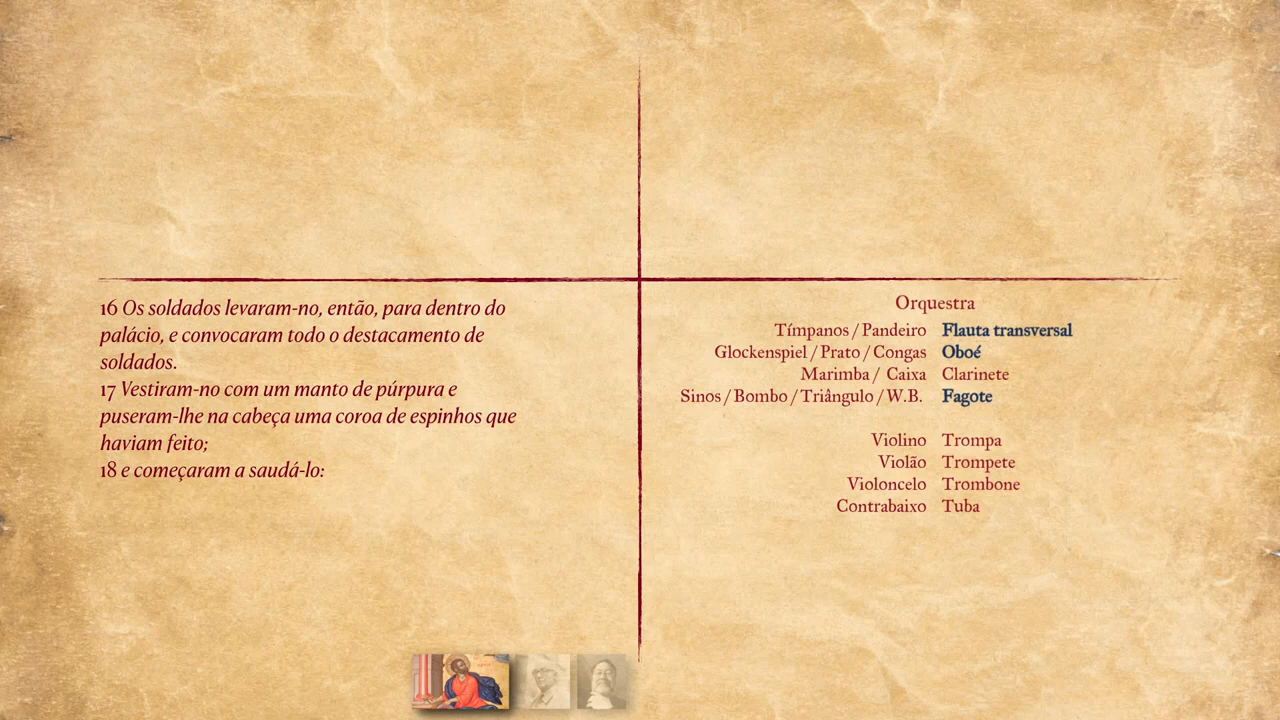 16 Os soldados levaram-no, então, para dentro do
palácio, e convocaram todo o destacamento de
soldados.
17 Vestiram-no com um manto de púrpura e
puseram-lhe na cabeça uma coroa de espinhos que
haviam feito;
18 e começaram a saudá-lo:
Orquestra
Tímpanos / Pandeiro Flauta transversal
Glockenspiel / Prato / Congas Oboé
Marimba / Caixa Clarinete
Sinos / Bombo / Triângulo / W.B. Fagote
Violino Trompa
Violão Trompete
Violoncelo Trombone
Contrabaixo Tuba